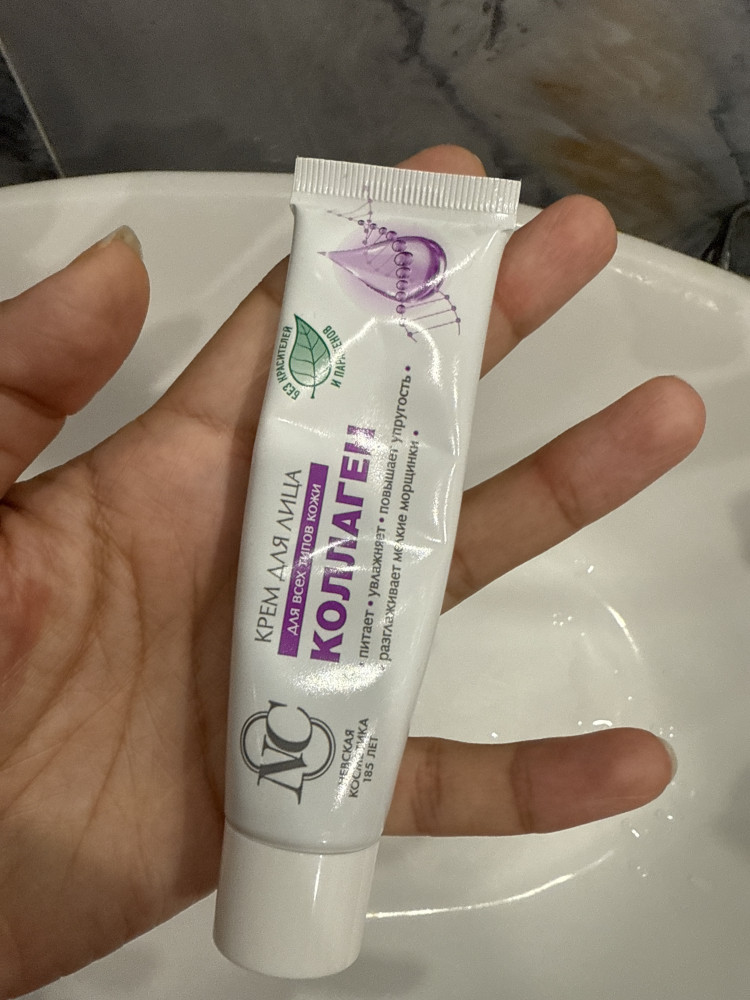 NC
НЕВСКАЯ
КОСМЕТИКА
185 ЛЕТ
КРЕМ ДЛЯ ЛИЦА
для всех типов кожи
КОЛЛАГЕН
• питает • увлажняет • повышает упругость •
• разглаживает мелкие морщинки •
БЕЗ КРАСИТЕЛЕЙ
И ПАРАБЕНОВ